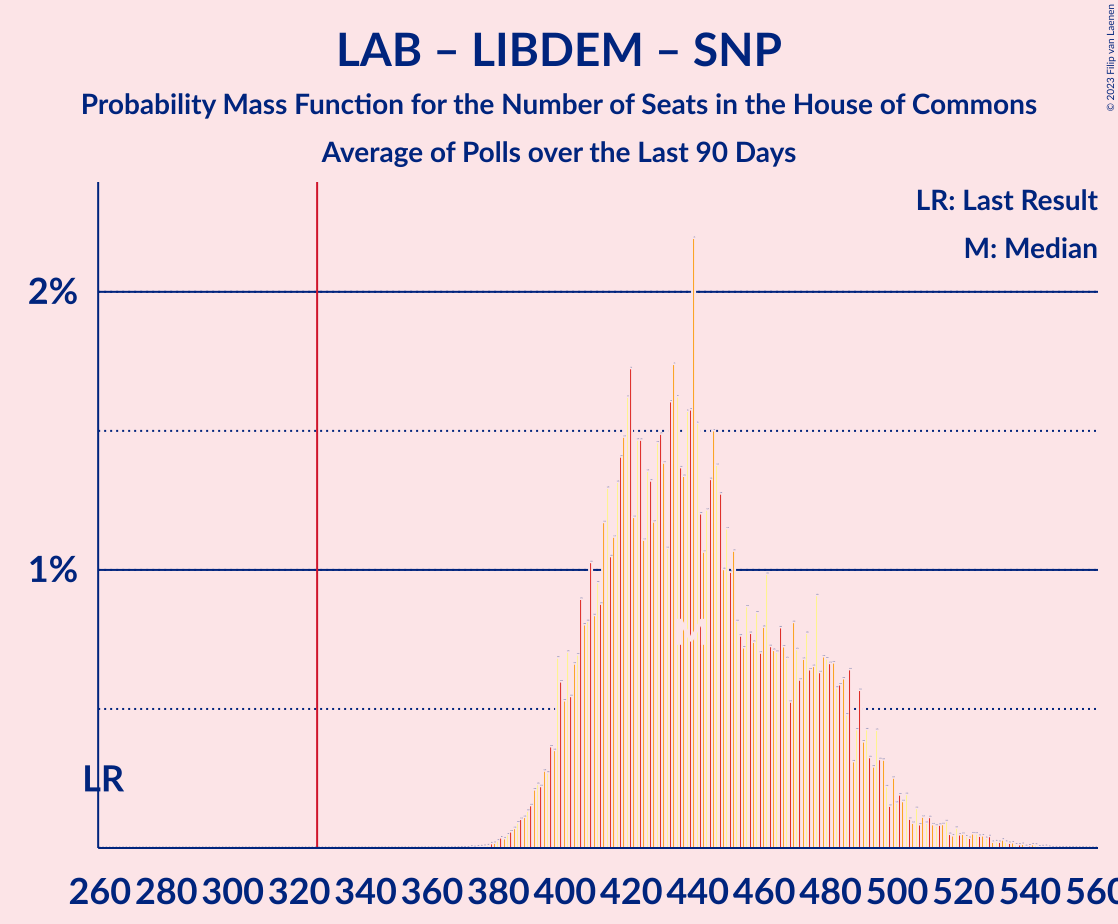 LAB – LIBDEM – SNP
Probability Mass Function for the Number of Seats in the House of Commons
Average of Polls over the Last 90 Days
© 2023 Filip van Laenen
LR: Last Result
M: Median
2%
1%
LR
260 280 300 320 340 360 380 400 420 440 460 480 500 520 540 560